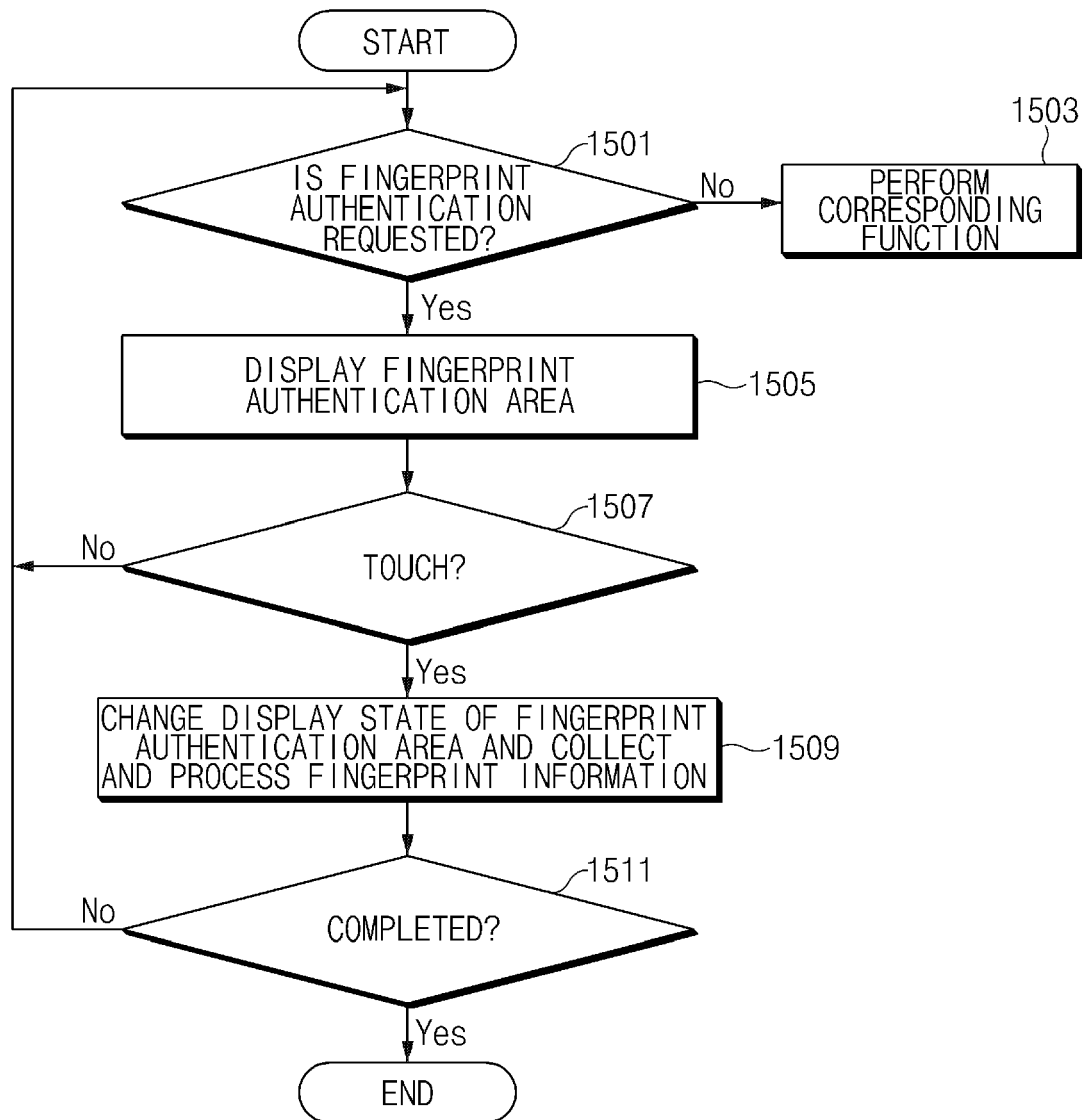 START
1501
IS FINGERPRINT
AUTHENTICATION
REQUESTED?
No
1503
PERFORM
CORRESPONDING
FUNCTION
Yes
DISPLAY FINGERPRINT
AUTHENTICATION AREA
1505
1507
TOUCH?
No
Yes
CHANGE DISPLAY STATE OF FINGERPRINT
AUTHENTICATION AREA AND COLLECT
AND PROCESS FINGERPRINT INFORMATION
1509
1511
COMPLETED?
No
Yes
END